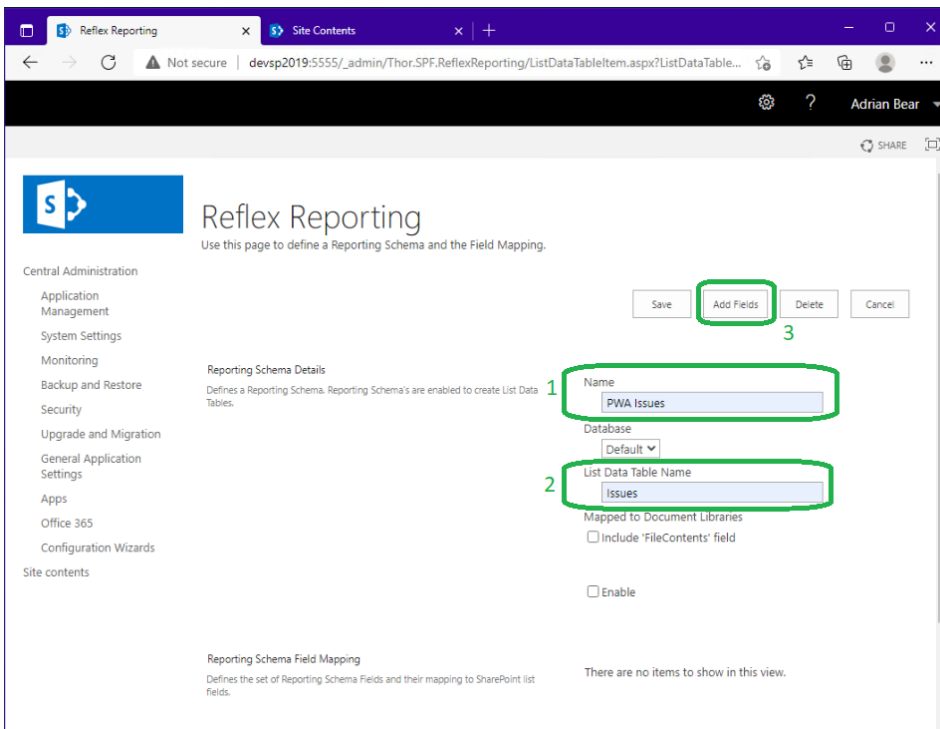 Reflex Reporting
Site Contents
Not secure
devsp2019:5555/_admin/Thor.SPF.ReflexReporting/ListDataTableItem.aspx?ListDataTable...
?
Adrian Bear
SHARE
S
Reflex Reporting
Use this page to define a Reporting Schema and the Field Mapping.
Central Administration
Application
Management
System Settings
Monitoring
Backup and Restore
Security
Upgrade and Migration
General Application
Settings
Apps
Office 365
Configuration Wizards
Site contents
Save
Add Fields
Delete
Cancel
3
Reporting Schema Details
Defines a Reporting Schema. Reporting Schema's are enabled to create List Data
Tables.
1
Name
PWA Issues
Database
Default
2
List Data Table Name
Issues
Mapped to Document Libraries
Include 'FileContents' field
Enable
Reporting Schema Field Mapping
Defines the set of Reporting Schema Fields and their mapping to SharePoint list
fields.
There are no items to show in this view.